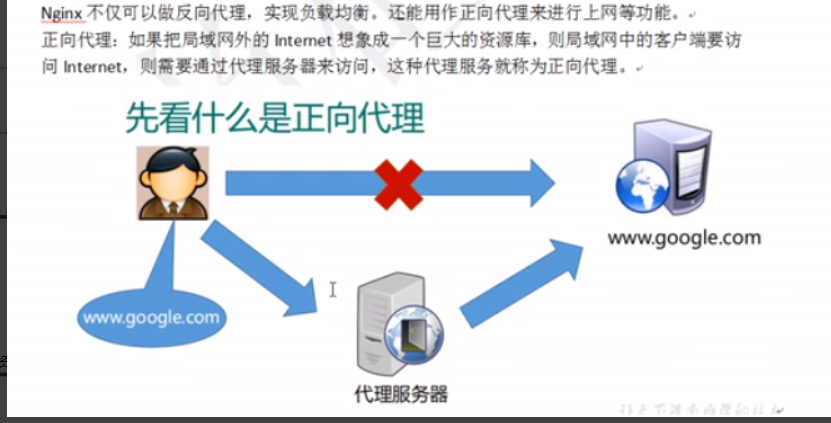 Nginx 不仅可以做反向代理，实现负载均衡。还能用作正向代理来进行上网等功能。
正向代理：如果把局域网外的 Internet 想象成一个巨大的资源库，则局域网中的客户端要访
问 Internet，则需要通过代理服务器来访问，这种代理服务就称为正向代理。
先看什么是正向代理
www.google.com
www.google.com
代理服务器